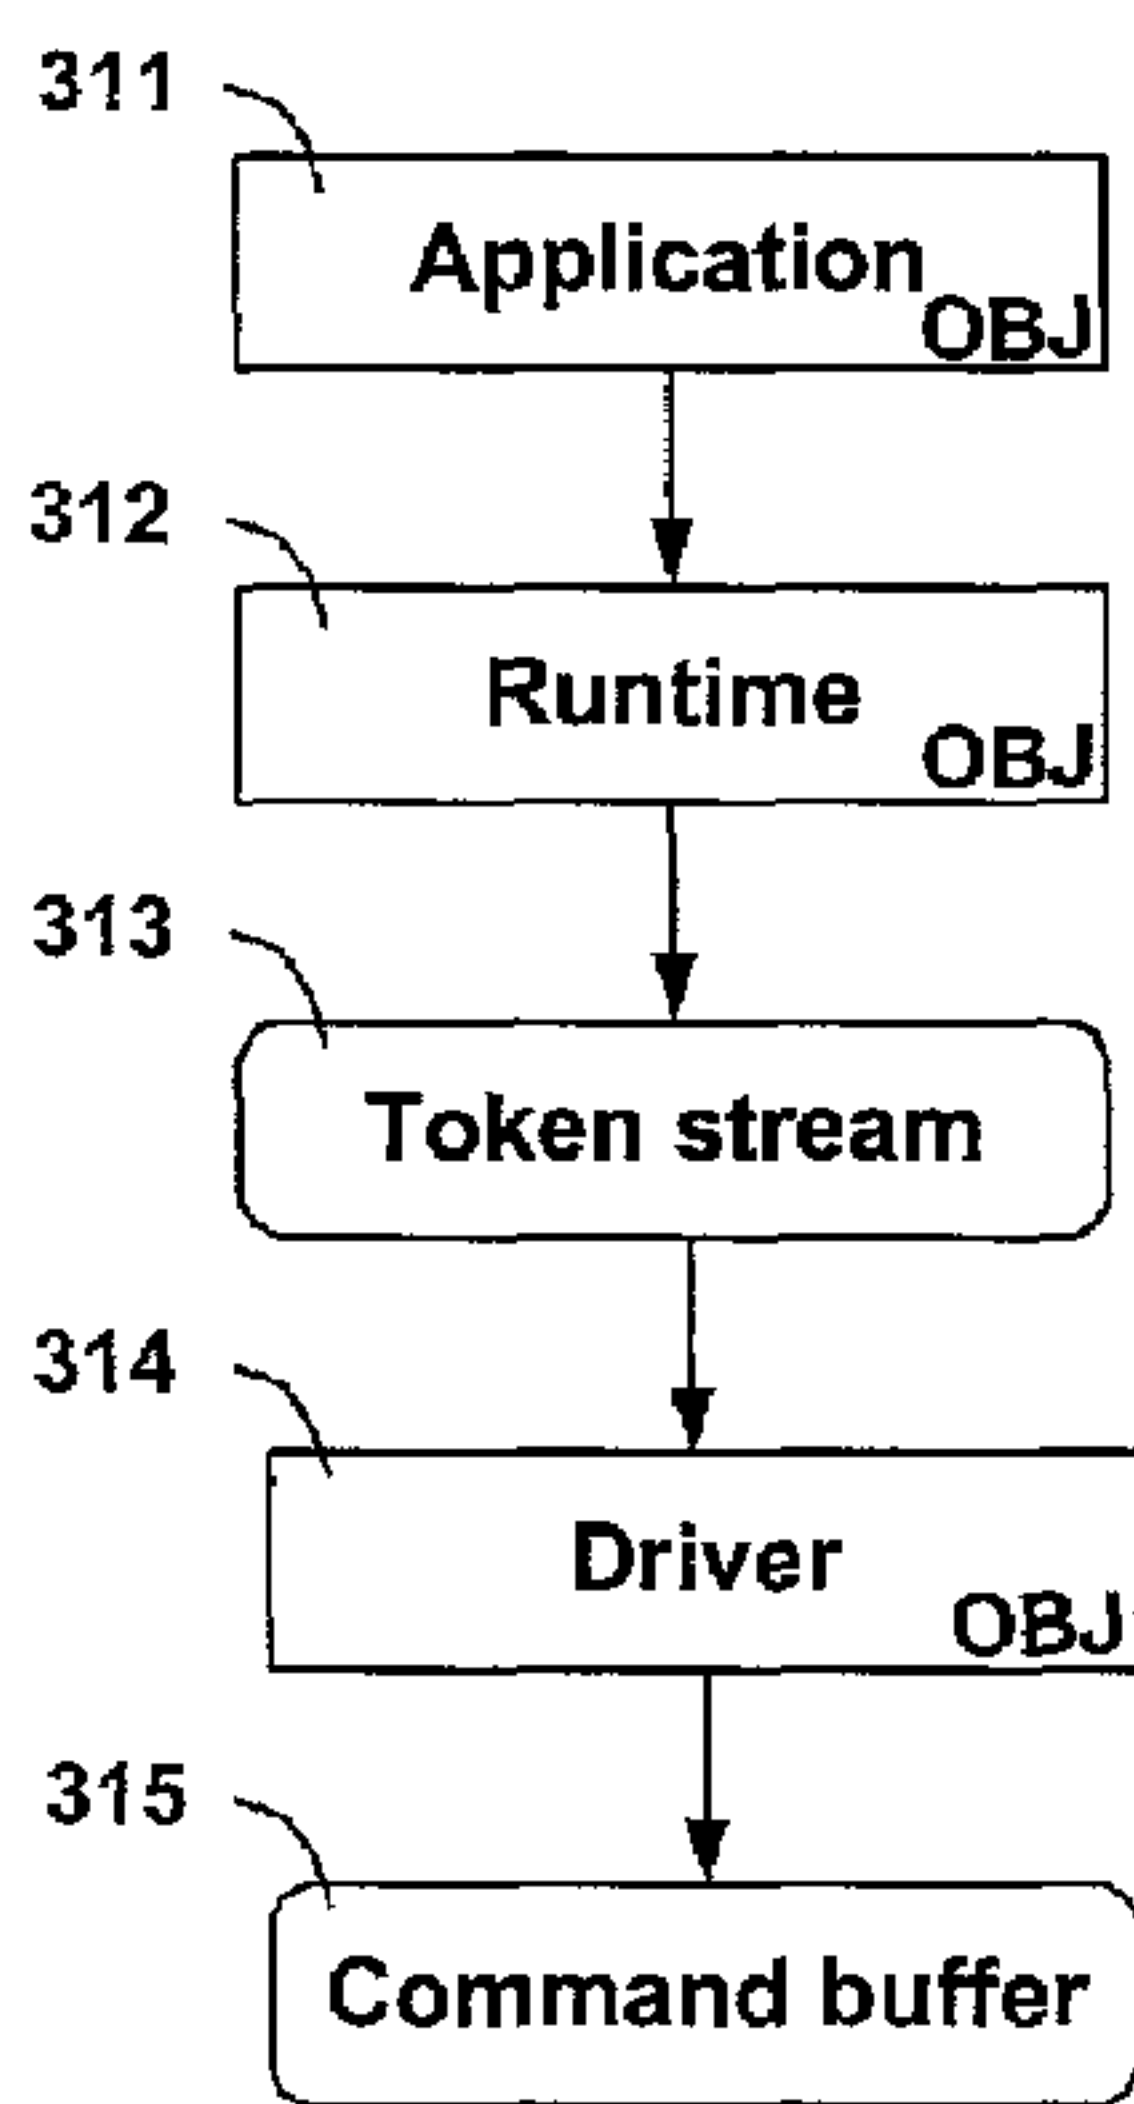 311
Application
OBJ
312
Runtime
OBJ
313
Token stream
314
Driver
OBJ
315
Command buffer